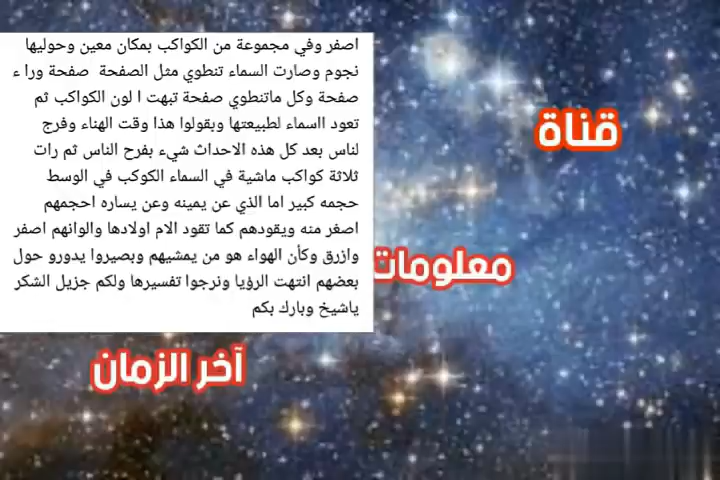 اصفر وفي مجموعة من الكواكب بمكان معين وحوليها
نجوم وصارت السماء تنطوي مثل الصفحة صفحة ورا ء
صفحة وكل ماتنطوي صفحة تبهت ا لون الكواكب ثم
تعود ااسماء لطبيعتها وبقولوا هذا وقت الهناء وفرج
لناس بعد كل هذه الاحداث شيء بفرح الناس ثم رات
ثلاثة كواكب ماشية في السماء الكوكب في الوسط
حجمه كبير اما الذي عن يمينه وعن يساره احجمهم
اصغر منه ويقودهم كما تقود الام اولادها والوانهم اصفر
وازرق وكأن الهواء هو من يمشيهم وبصيروا يدورو حول
بعضهم انتهت الرؤيا ونرجوا تفسيرها ولكم جزيل الشكر
ياشيخ وبارك بكم
قناة
معلومات
آخر الزمان